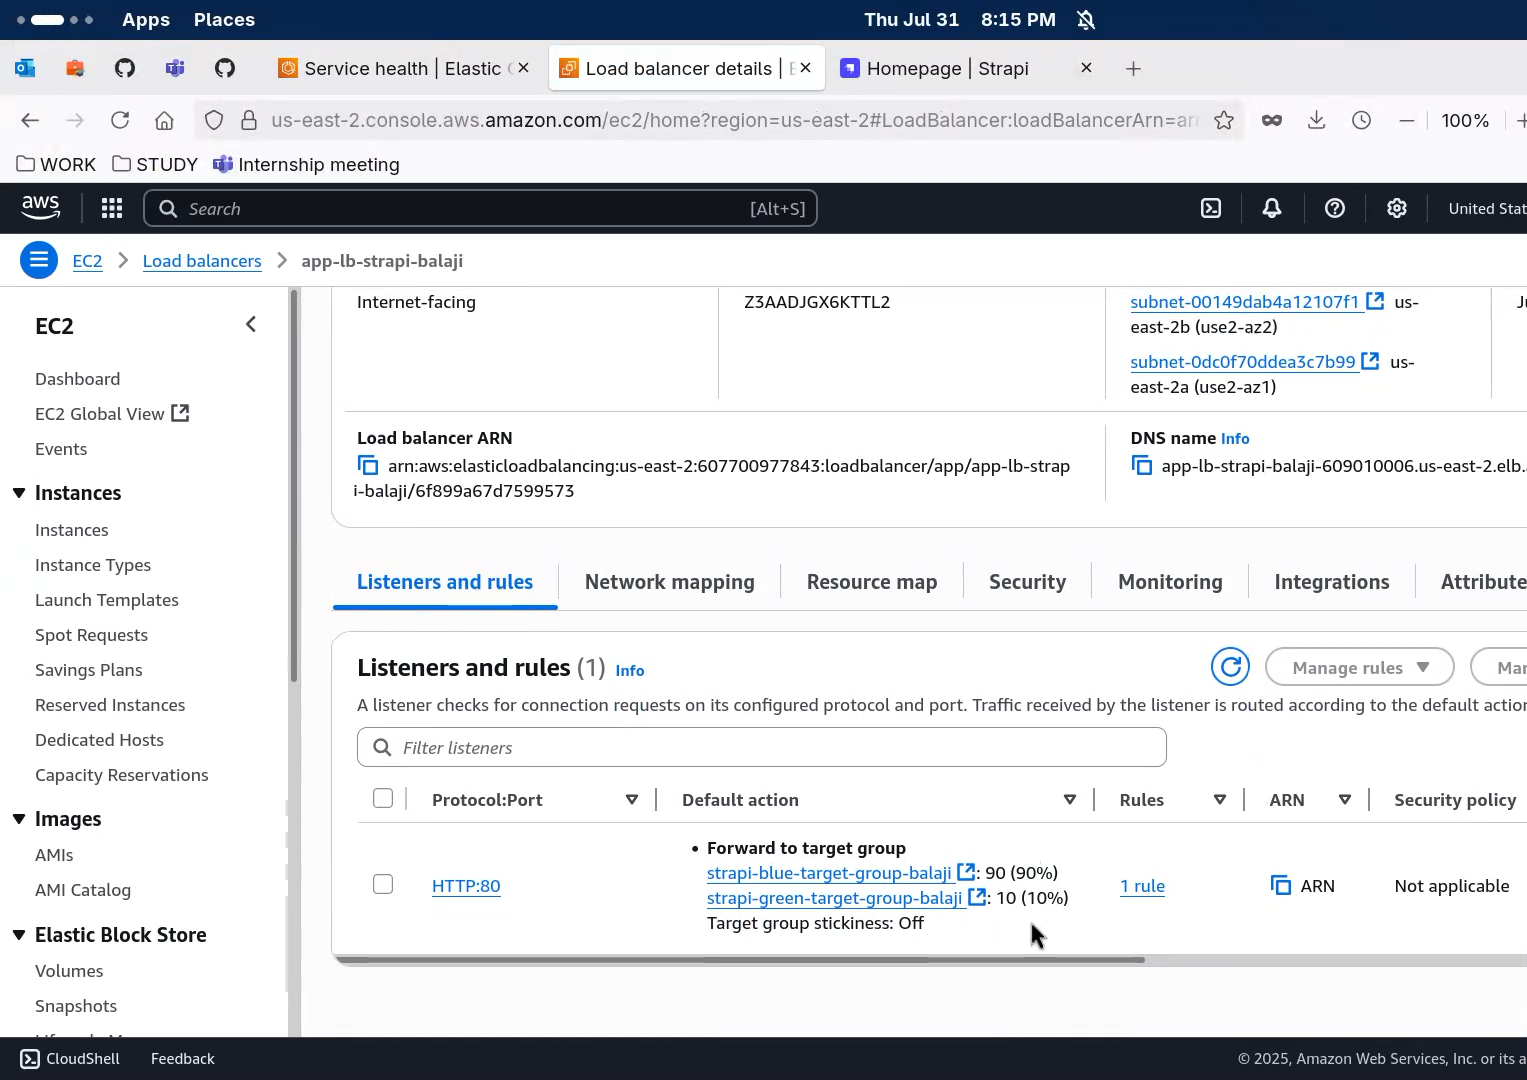 Apps Places Thu Jul 31 8:15 PM
Service health | Elastic Load balancer details | Homepage | Strapi
us-east-2.console.aws.amazon.com/ec2/home?region=us-east-2#LoadBalancer:loadBalancerArn=arn 100%
WORK STUDY Internship meeting
aws Search [Alt+S] United Stat
EC2 Load balancers app-lb-strapi-balaji
EC2
Dashboard
EC2 Global View
Events
Instances
Instances
Instance Types
Launch Templates
Spot Requests
Savings Plans
Reserved Instances
Dedicated Hosts
Capacity Reservations
Images
AMIs
AMI Catalog
Elastic Block Store
Volumes
Snapshots
Internet-facing Z3AADJGX6KTTL2 subnet-00149dab4a12107f1 us-
east-2b (use2-az2)
subnet-0dc0f70ddea3c7b99 us-
east-2a (use2-az1)
Load balancer ARN
arn:aws:elasticloadbalancing:us-east-2:607700977843:loadbalancer/app/app-lb-strap
i-balaji/6f899a67d7599573
DNS name Info
app-lb-strapi-balaji-609010006.us-east-2.elb.
Listeners and rules Network mapping Resource map Security Monitoring Integrations Attribute
Listeners and rules (1) Info Manage rules Mar
A listener checks for connection requests on its configured protocol and port. Traffic received by the listener is routed according to the default action
Filter listeners
Protocol:Port Default action Rules ARN Security policy
• Forward to target group
strapi-blue-target-group-balaji : 90 (90%)
HTTP:80 1 rule ARN Not applicable
strapi-green-target-group-balaji : 10 (10%)
Target group stickiness: Off
CloudShell Feedback © 2025, Amazon Web Services, Inc. or its a